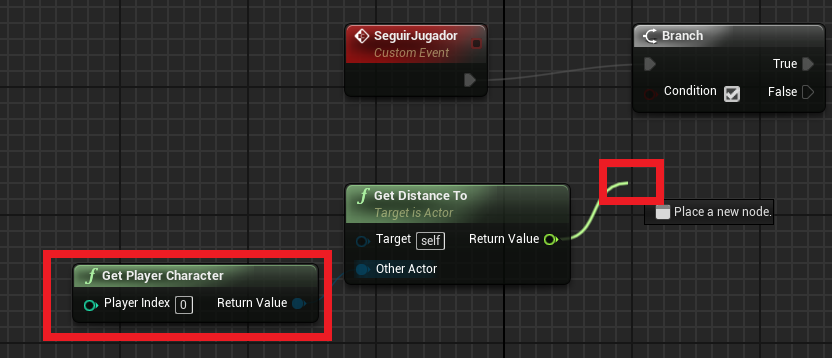 SeguirJugador
Custom Event
Branch
True
Condition
False
Get Distance To
Target is Actor
Target self Return Value
Other Actor
Place a new node.
Get Player Character
Player Index 0 Return Value